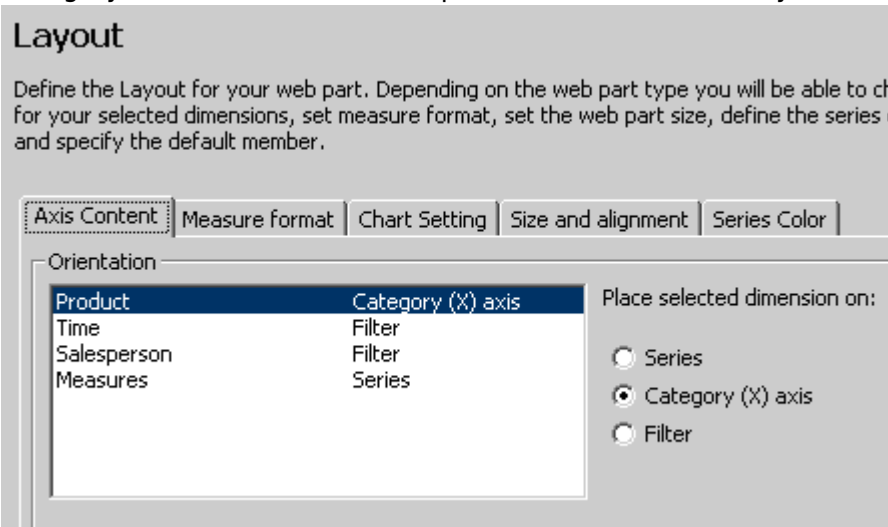 Layout
Define the Layout for your web part. Depending on the web part type you will be able to
for your selected dimensions, set measure format, set the web part size, define the series
and specify the default member.
Axis Content Measure format Chart Setting Size and alignment Series Color
Orientation
Product Category (X) axis Place selected dimension on:
Time Filter
Salesperson Filter Series
Measures Series Category (X) axis
Filter